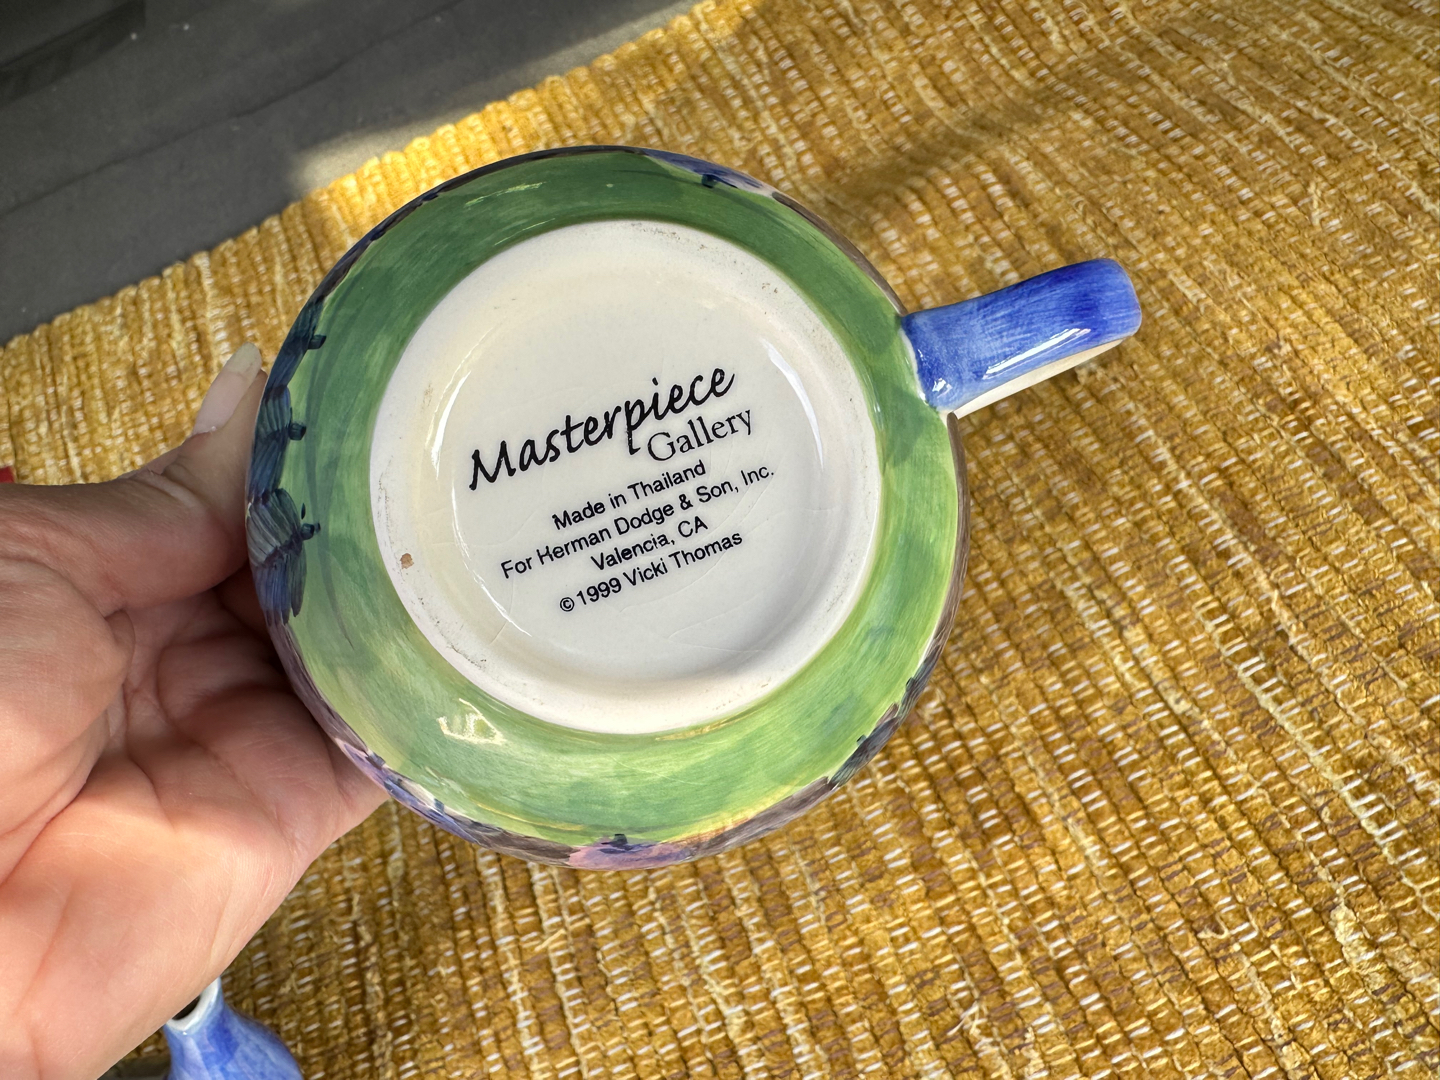 Masterpiece
Gallery
Made in Thailand
For Herman Dodge & Son, Inc.
Valencia, CA
©1999 Vicki Thomas